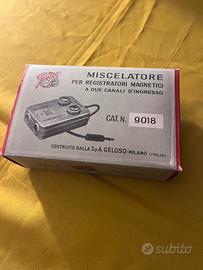 MISCELATORE
PER REGISTRATORI MAGNETICI
A DUE CANALI D'INGRESSO
CAT. N. 9018
COSTRUITO DALLA S.p.A. GELOSO - MILANO (ITALIA)
subito